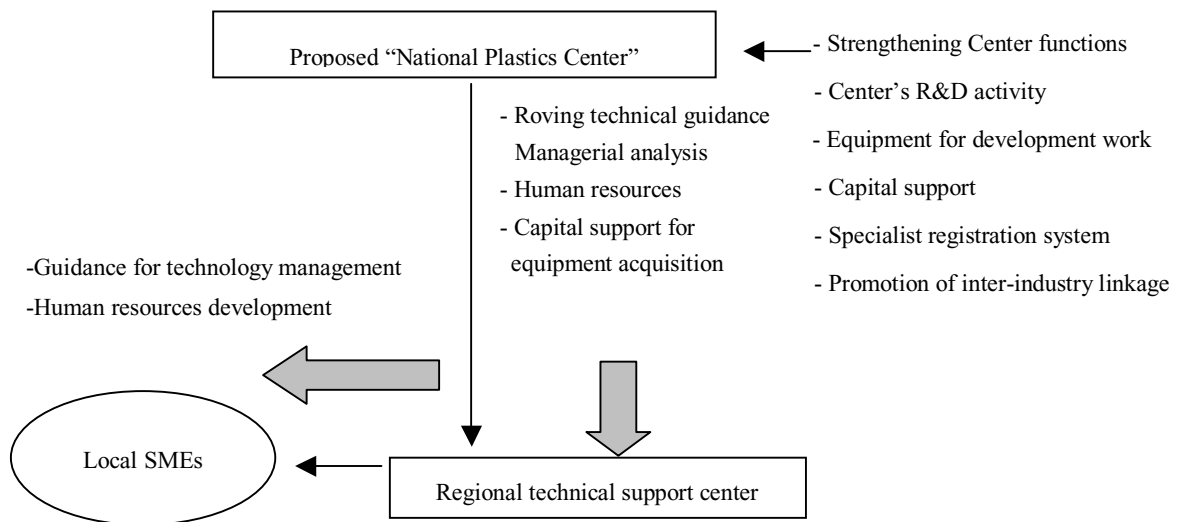 Proposed “National Plastics Center”
- Strengthening Center functions
- Center’s R&D activity
- Equipment for development work
- Capital support
- Specialist registration system
- Promotion of inter-industry linkage
- Roving technical guidance
Managerial analysis
- Human resources
- Capital support for
equipment acquisition
-Guidance for technology management
-Human resources development
Local SMEs
Regional technical support center